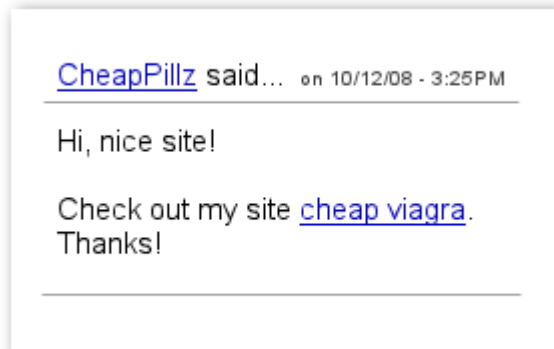 CheapPillz said... on 10/12/08 - 3:25PM
Hi, nice site!
Check out my site cheap viagra.
Thanks!